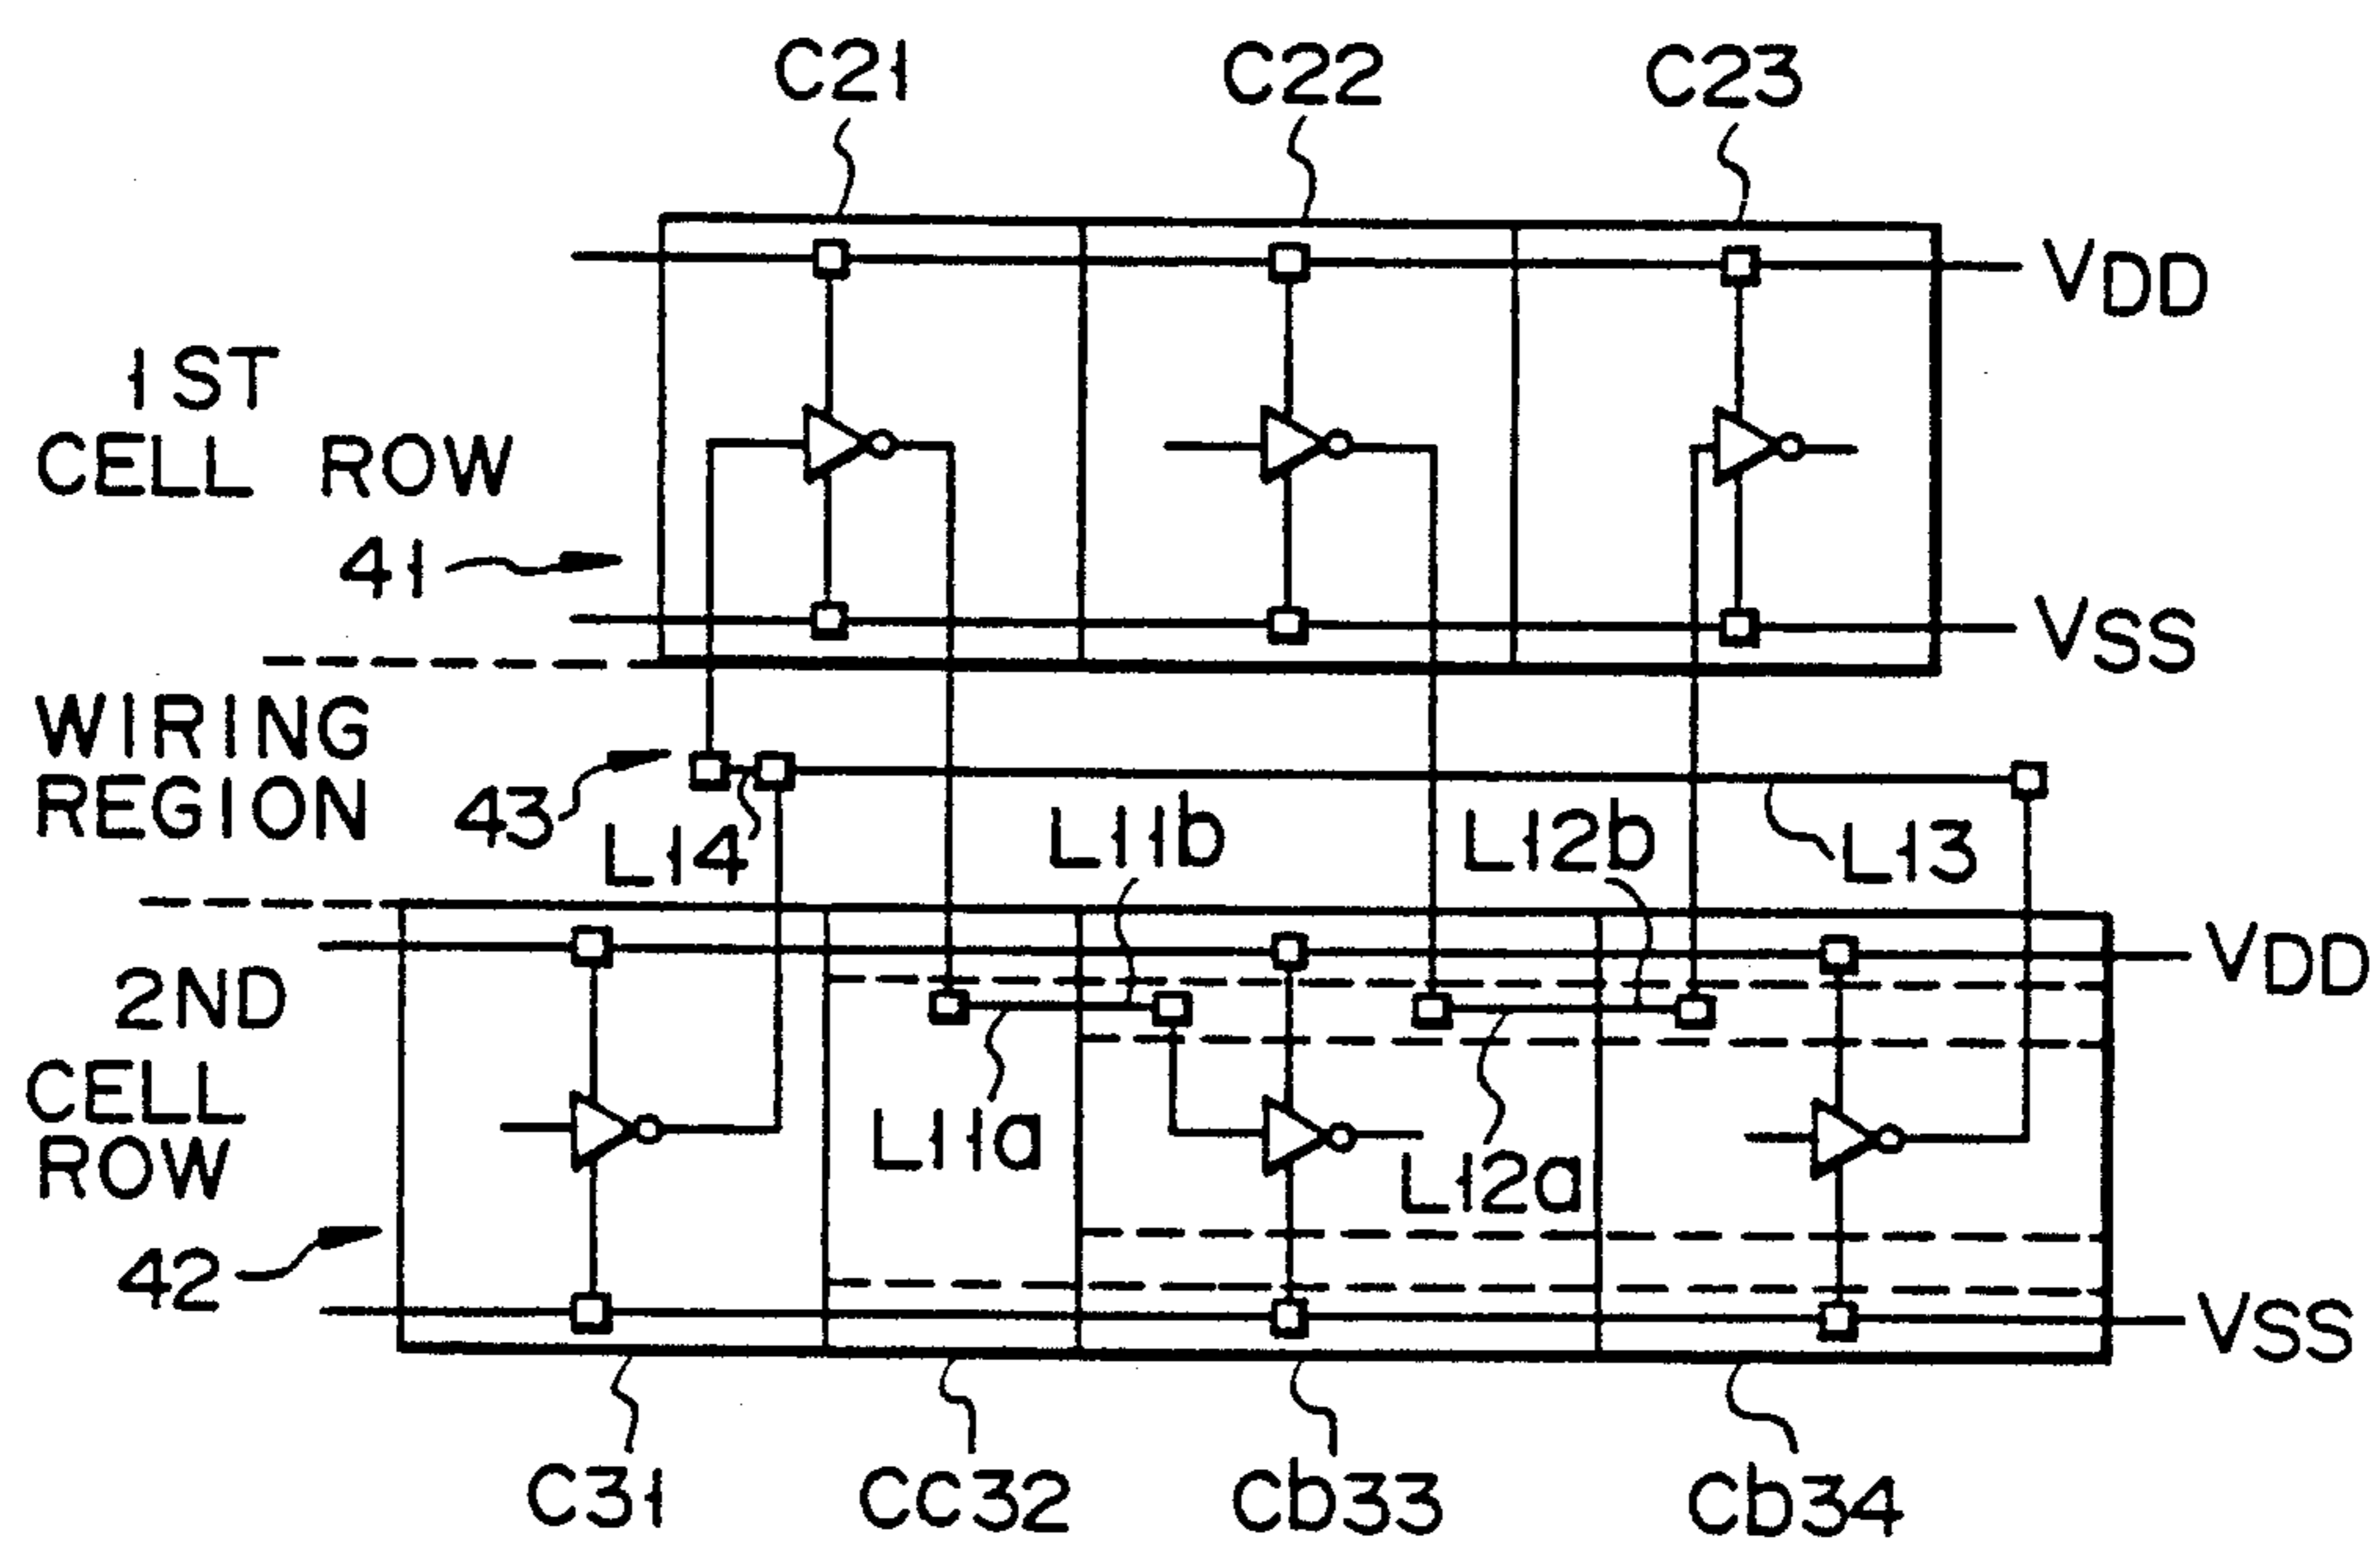 C21 C22 C23
VDD
1ST
CELL ROW
41
VSS
WIRING
REGION
43
L14
L11b
L12b
L13
VDD
2ND
CELL
ROW
L11a
L12a
42
VSS
C31 CC32 Cb33 Cb34